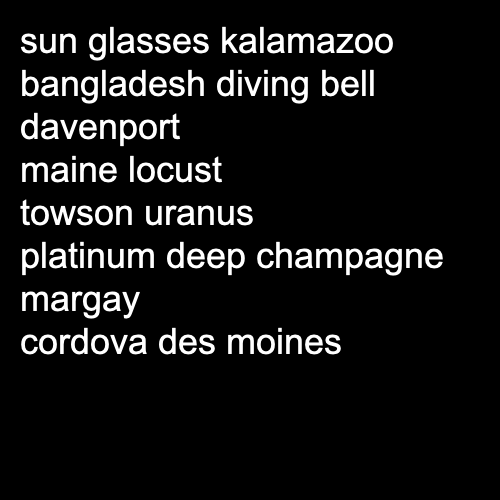 sun glasses kalamazoo
bangladesh diving bell
davenport
maine locust
towson uranus
platinum deep champagne
margay
cordova des moines